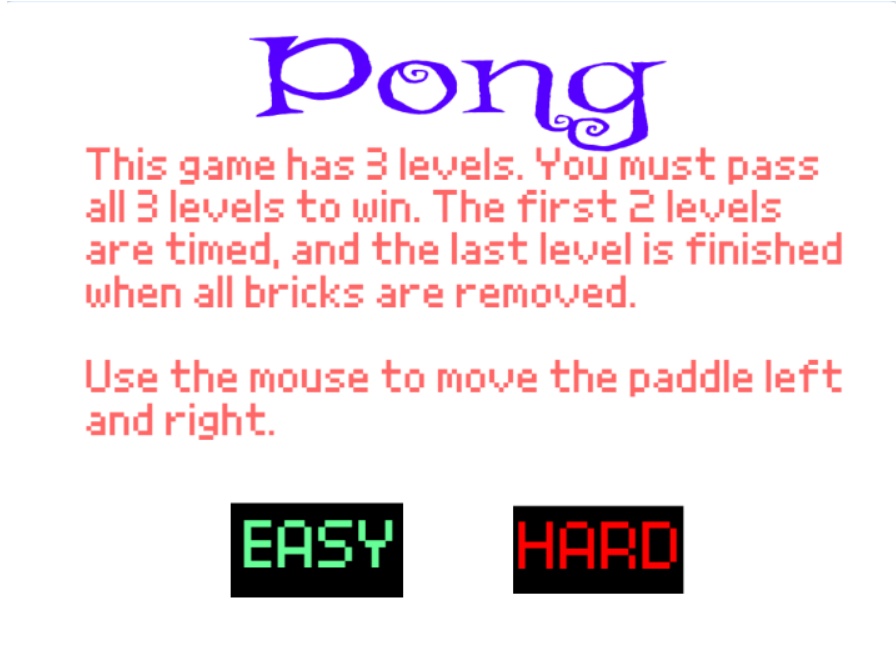 Pong
This game has 3 levels. You must pass
all 3 levels to win. The first 2 levels
are timed, and the last level is finished
when all bricks are removed.
Use the mouse to move the paddle left
and right.
EASY HARD